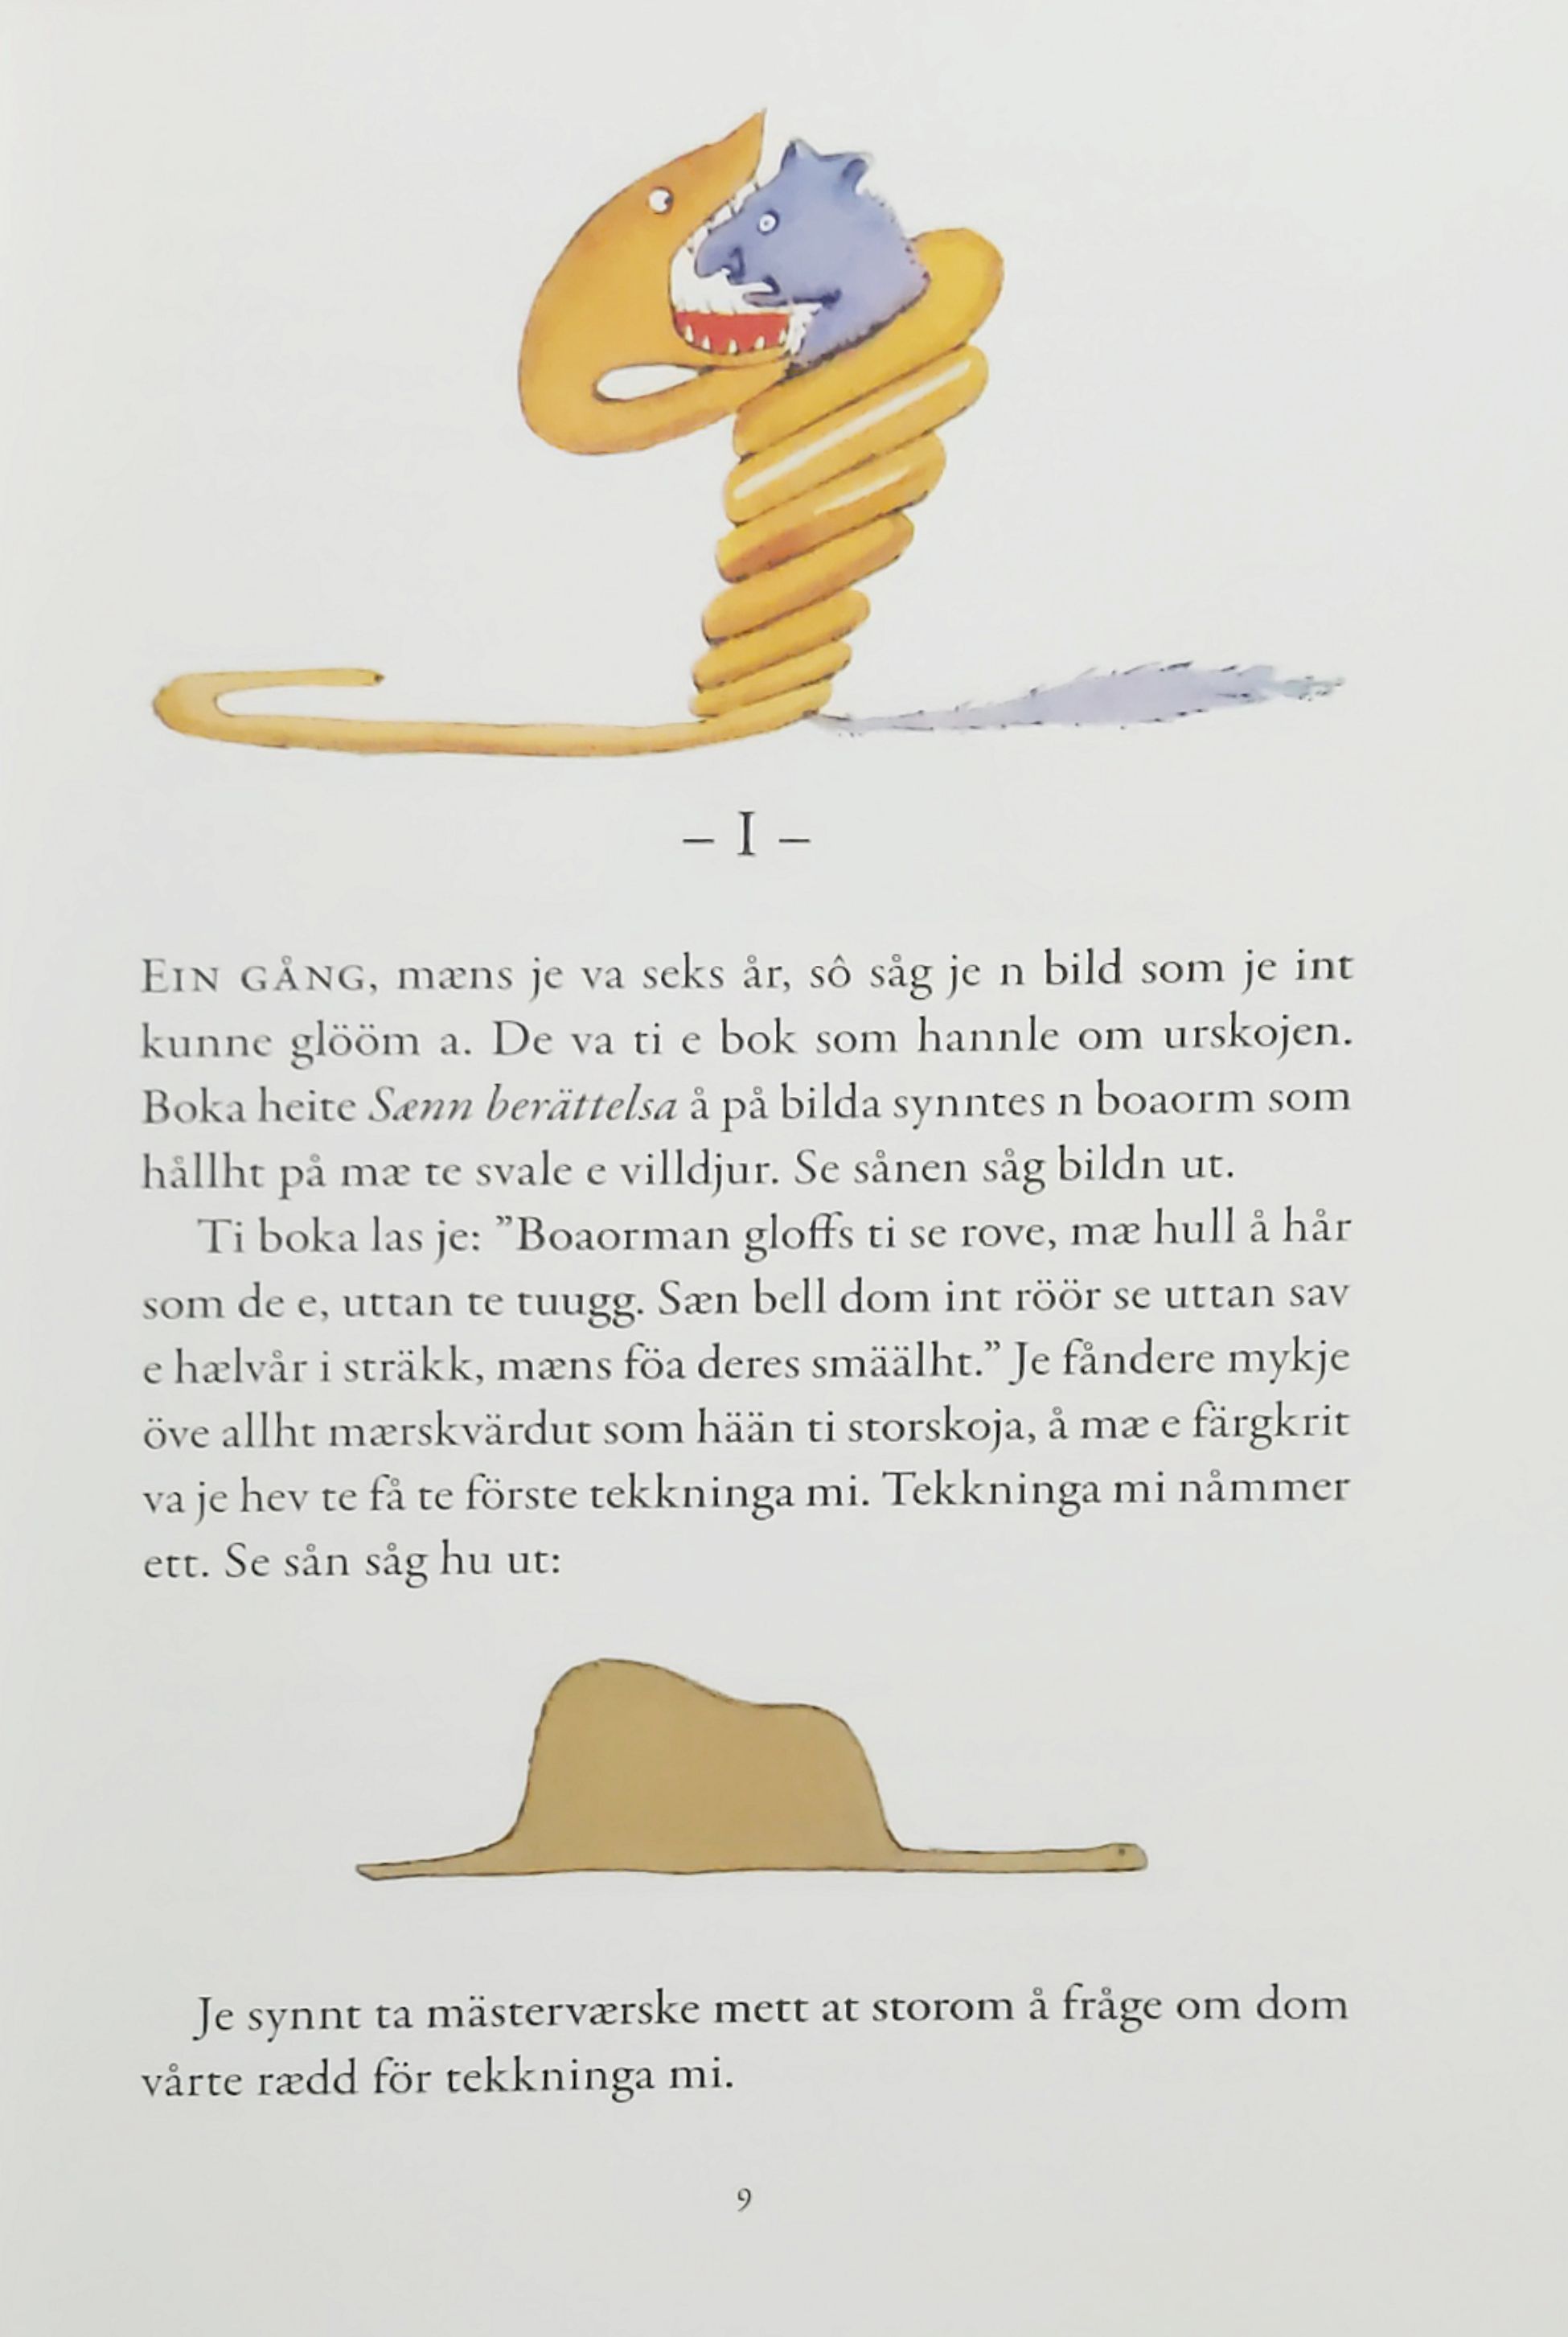 – I –
EIN GÅNG, mæns je va seks år, sô såg je n bild som je int
kunne glööm a. De va ti e bok som hannle om urskojen.
Boka heite Sænn berättelsa å på bilda synntes n boaorm som
hållht på mæ te svale e villdjur. Se sånen såg bildn ut.
Ti boka las je: ”Boaorman gloffs ti se rove, mæ hull å hår
som de e, uttan te tuugg. Sæn bell dom int röör se uttan sav
e hælvår i sträkk, mæns föa deres smäälht.” Je fåndere mykje
öve allht mærskvärdut som hään ti storskoja, å mæ e färgkrit
va je hev te få te förste tekkninga mi. Tekkninga mi nåmmer
ett. Se sån såg hu ut:
Je synnt ta mästerværske mett at storom å fråge om dom
vårte rædd för tekkninga mi.
9